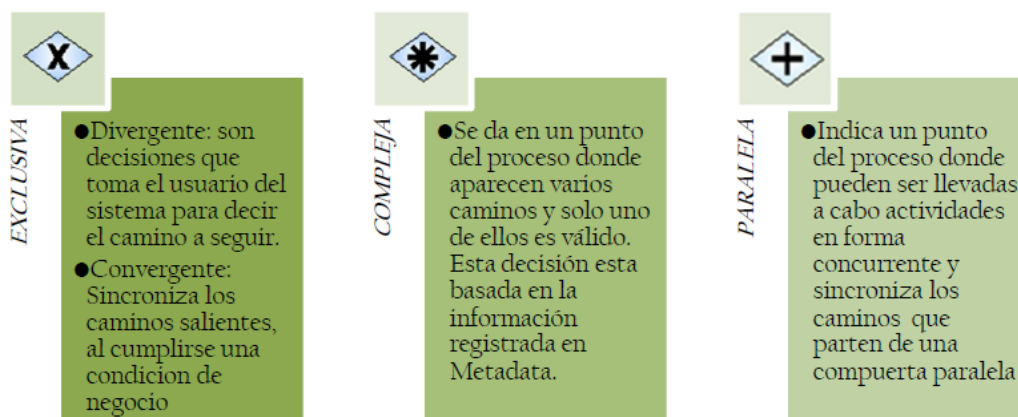 X
EXCLUSIVA
●Divergente: son
decisiones que
toma el usuario del
sistema para decir
el camino a seguir.
●Convergente:
Sincroniza los
caminos salientes,
al cumplirse una
condicion de
negocio
COMPLEJA
●Se da en un punto
del proceso donde
aparecen varios
caminos y solo uno
de ellos es válido.
Esta decisión esta
basada en la
información
registrada en
Metadata.
PARALELA
●Indica un punto
del proceso donde
pueden ser llevadas
a cabo actividades
en forma
concurrente y
sincroniza los
caminos que
parten de una
compuerta paralela